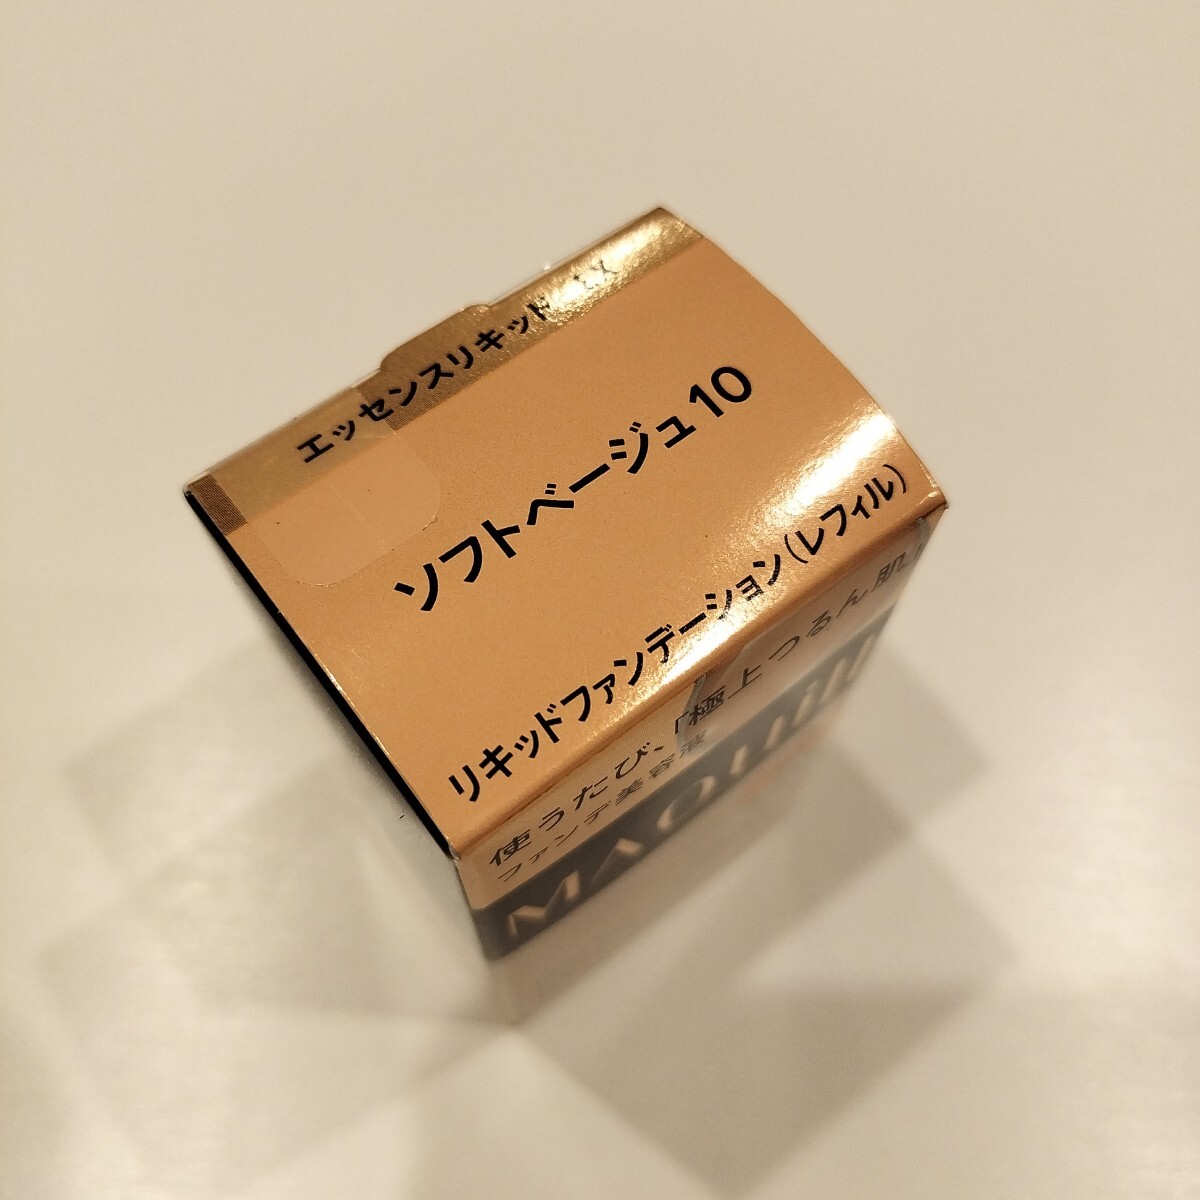 エッセンスリキッド EX
ソフトベージュ10
リキッドファンデーション(レフィル)
使うたび、「極上つるん肌」
ファンデ美容液
MAQUilli